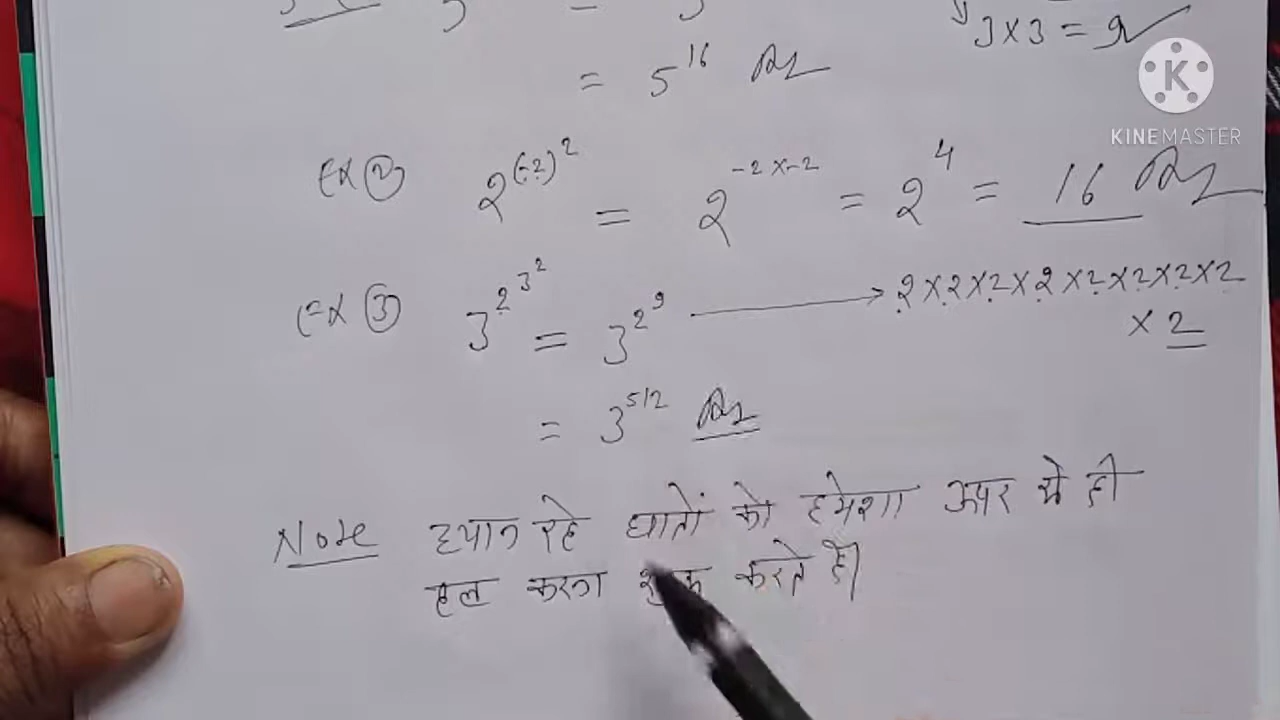 3×3 = 9
= 5^16 Ans
KINEMASTER
Ex ② 2^(-2)^2 = 2^-2×-2 = 2^4 = 16 Ans
Ex ③ 3^2^3^2 = 3^2^9 → 2×2×2×2×2×2×2×2
× 2
= 3^512 Ans
Note ध्यान रहे घातों को हमेशा ऊपर से ही
हल करना शुरू करते हैं।